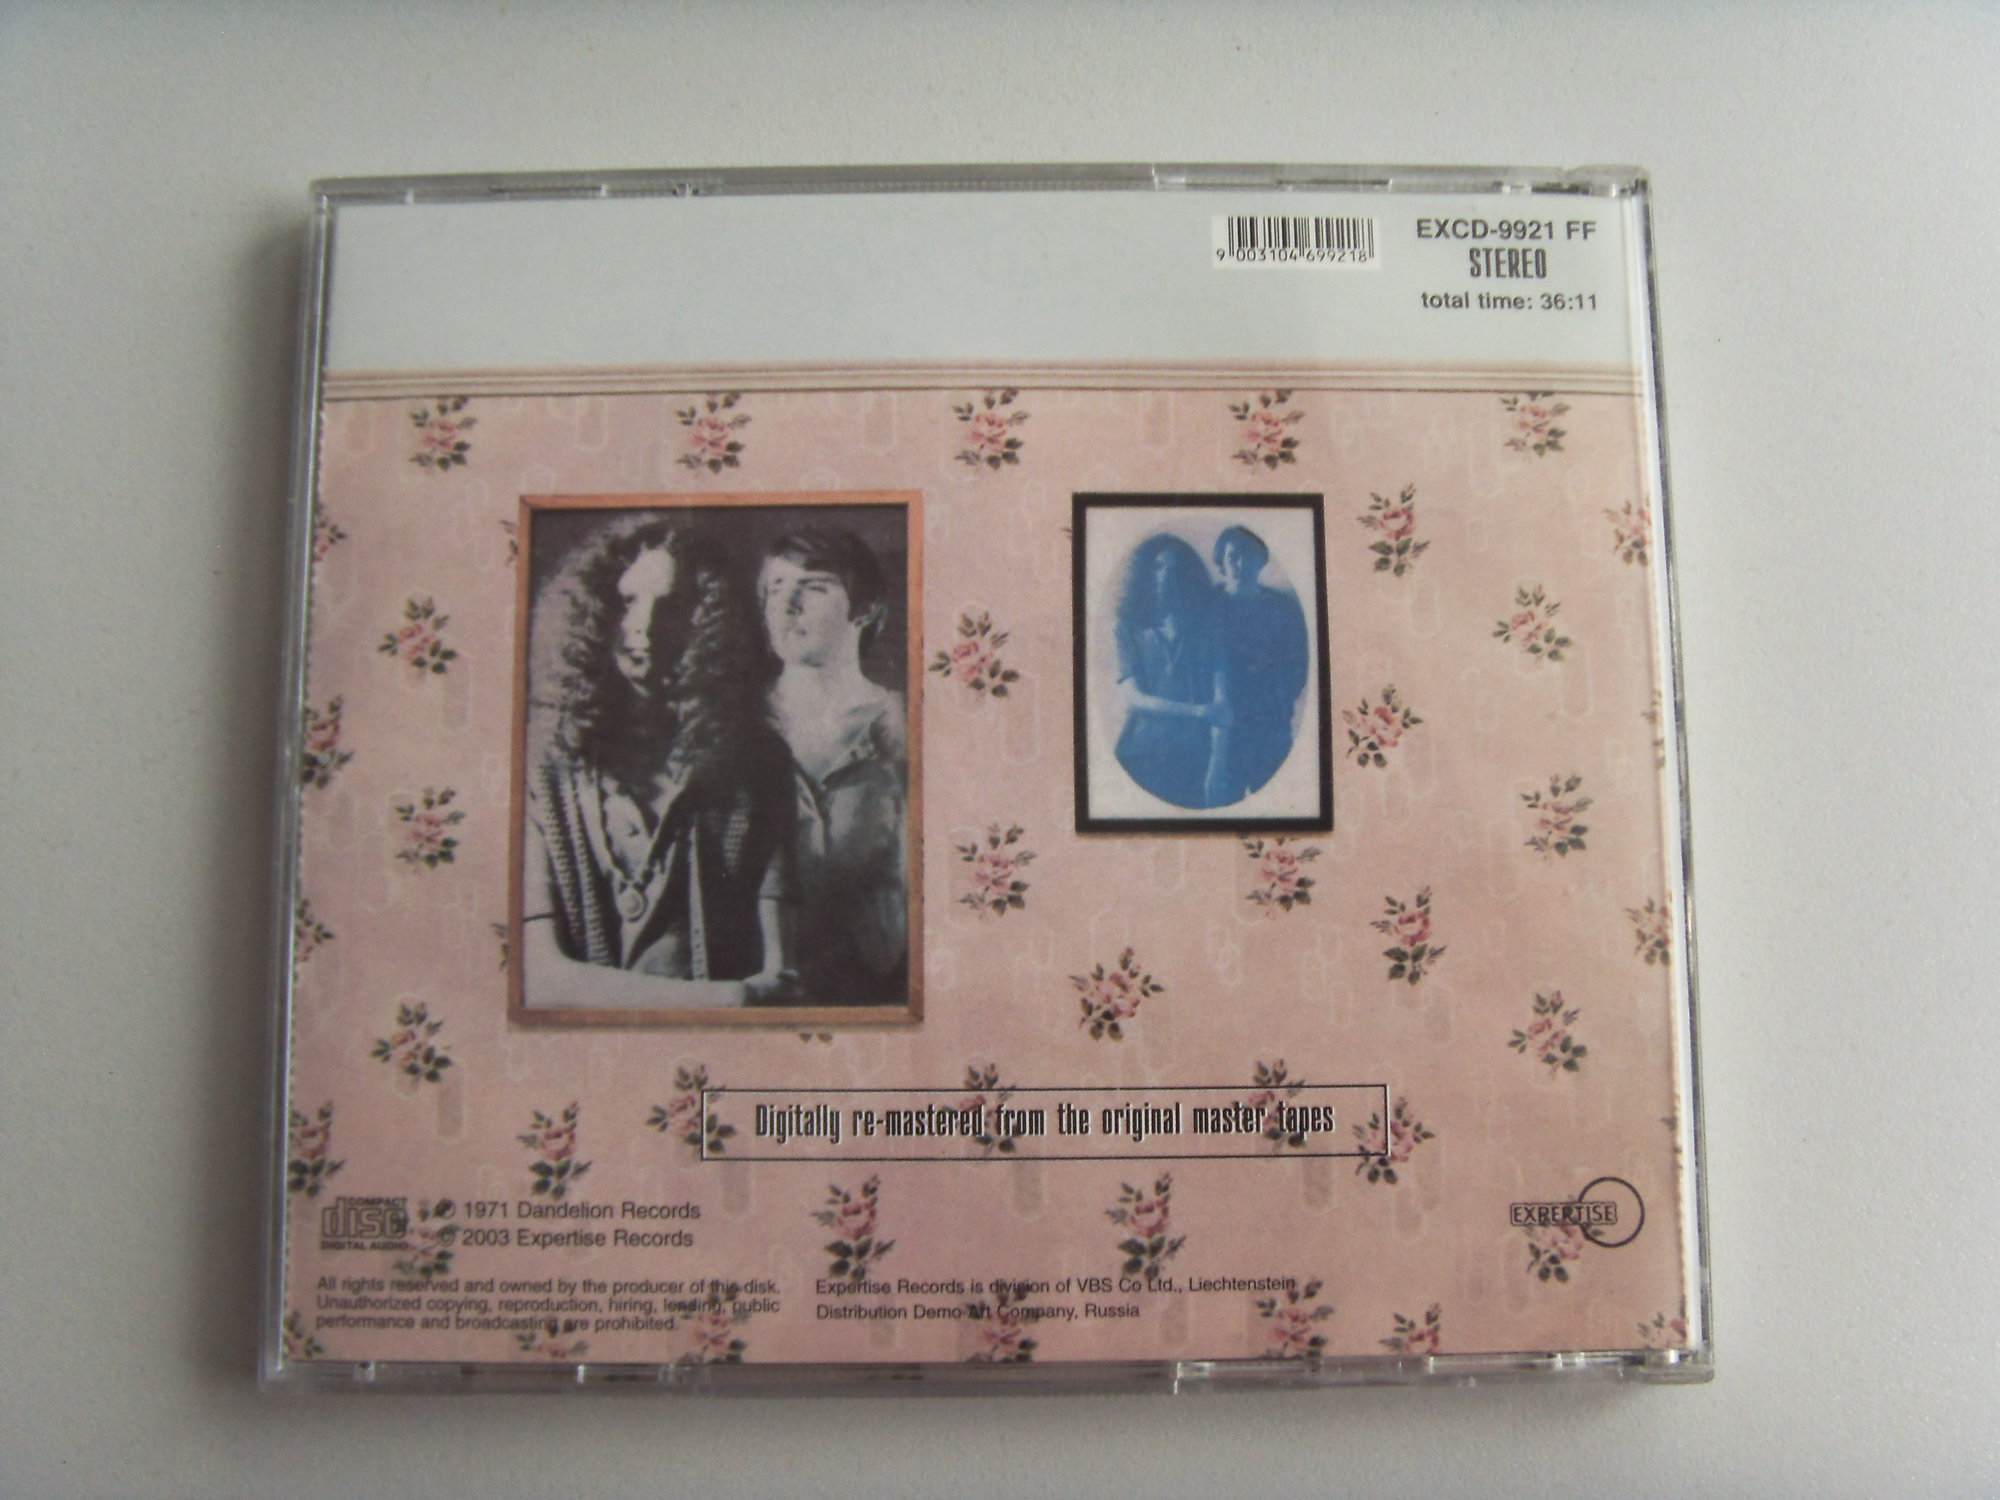 9 003104 699218
EXCD-9921 FF
STEREO
total time: 36:11
Digitally re-mastered from the original master tapes
COMPACT
disc
DIGITAL AUDIO
℗ 1971 Dandelion Records
© 2003 Expertise Records
EXPERTISE
All rights reserved and owned by the producer of this disk.
Unauthorized copying, reproduction, hiring, lending, public
performance and broadcasting are prohibited.
Expertise Records is division of VBS Co Ltd., Liechtenstein
Distribution Demo Art Company, Russia